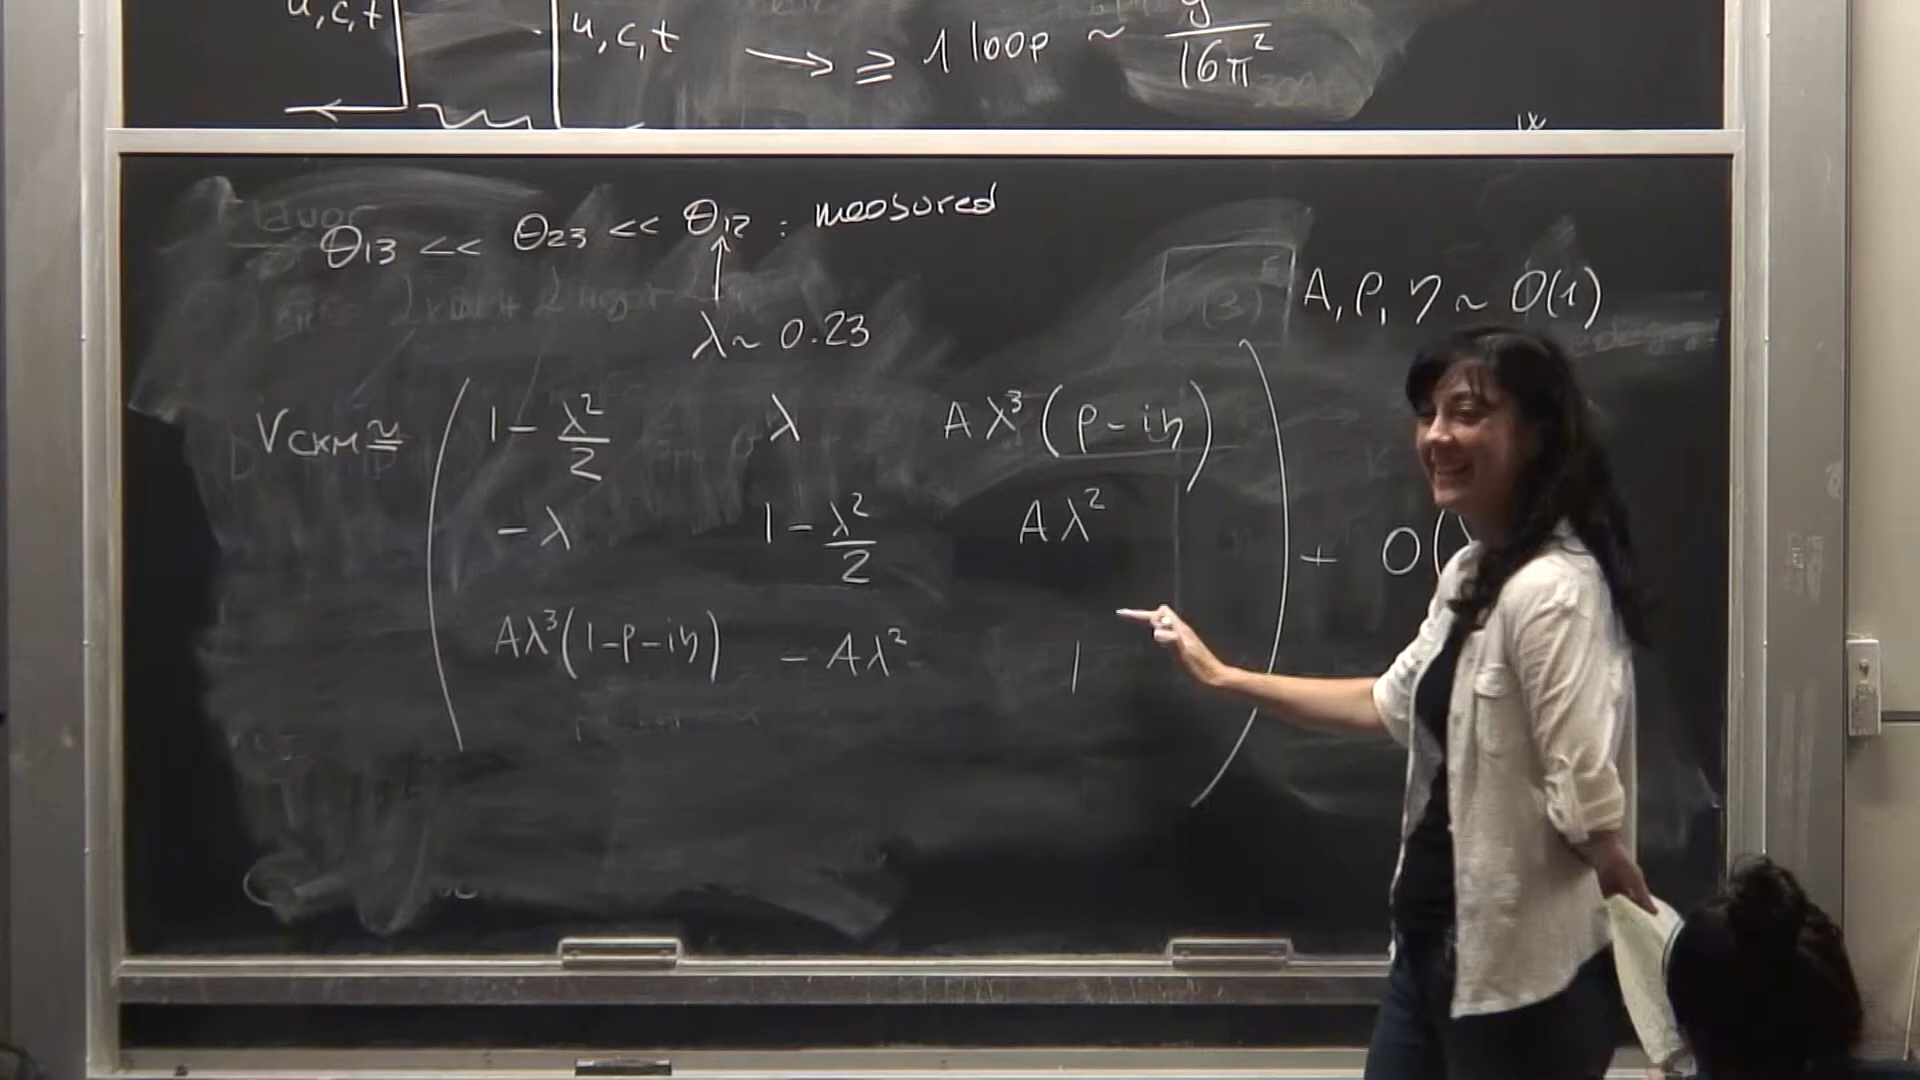 u, c, t
u, c, t → ≥ 1 loop ~ g / 16π²
θ₁₃ << θ₂₃ << θ₁₂ : measured
↑
λ ~ 0.23
A, ρ, η ~ O(1)
V_CKM ≅ ( 1 - λ²/2 λ Aλ³(ρ-iη)
-λ 1 - λ²/2 Aλ² ) + O(λ
Aλ³(1-ρ-iη) -Aλ² 1